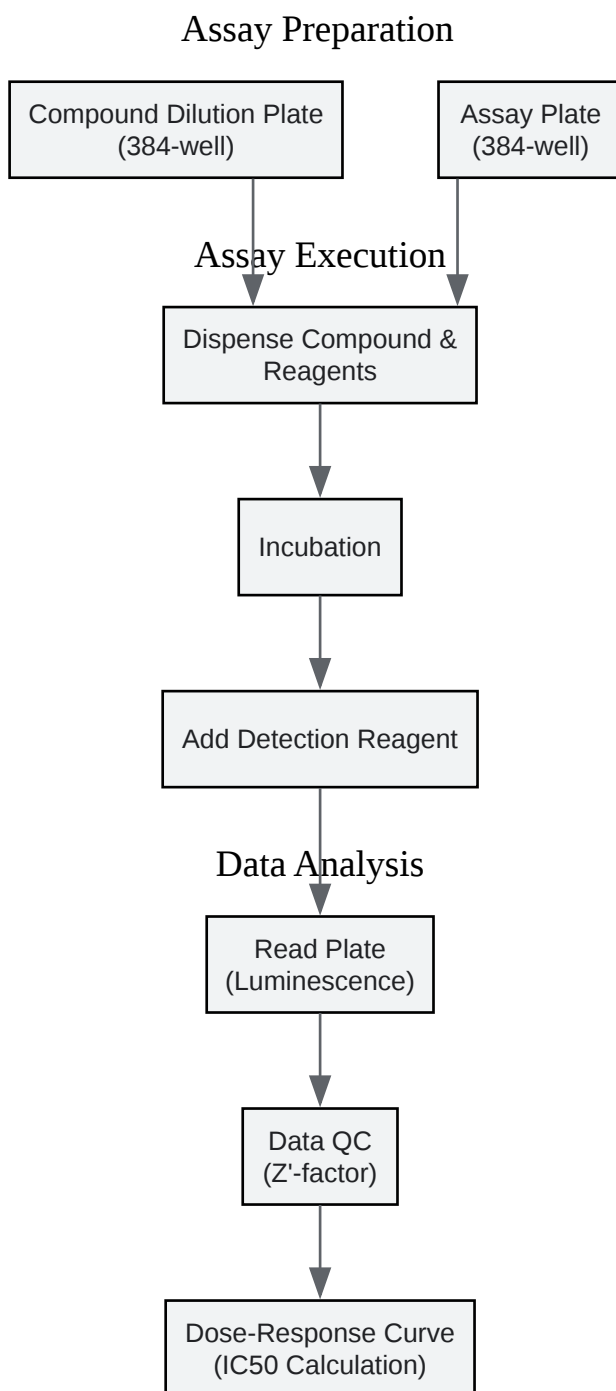 Assay Preparation
Compound Dilution Plate
(384-well)
Assay Plate
(384-well)
Assay Execution
Dispense Compound &
Reagents
Incubation
Add Detection Reagent
Data Analysis
Read Plate
(Luminescence)
Data QC
(Z'-factor)
Dose-Response Curve
(IC50 Calculation)